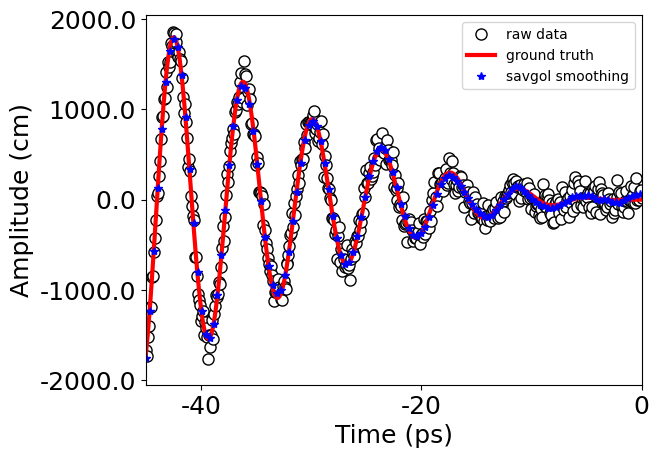 2000.0
1000.0
0.0
-1000.0
-2000.0
Amplitude (cm)
raw data
ground truth
savgol smoothing
-40
-20
0
Time (ps)